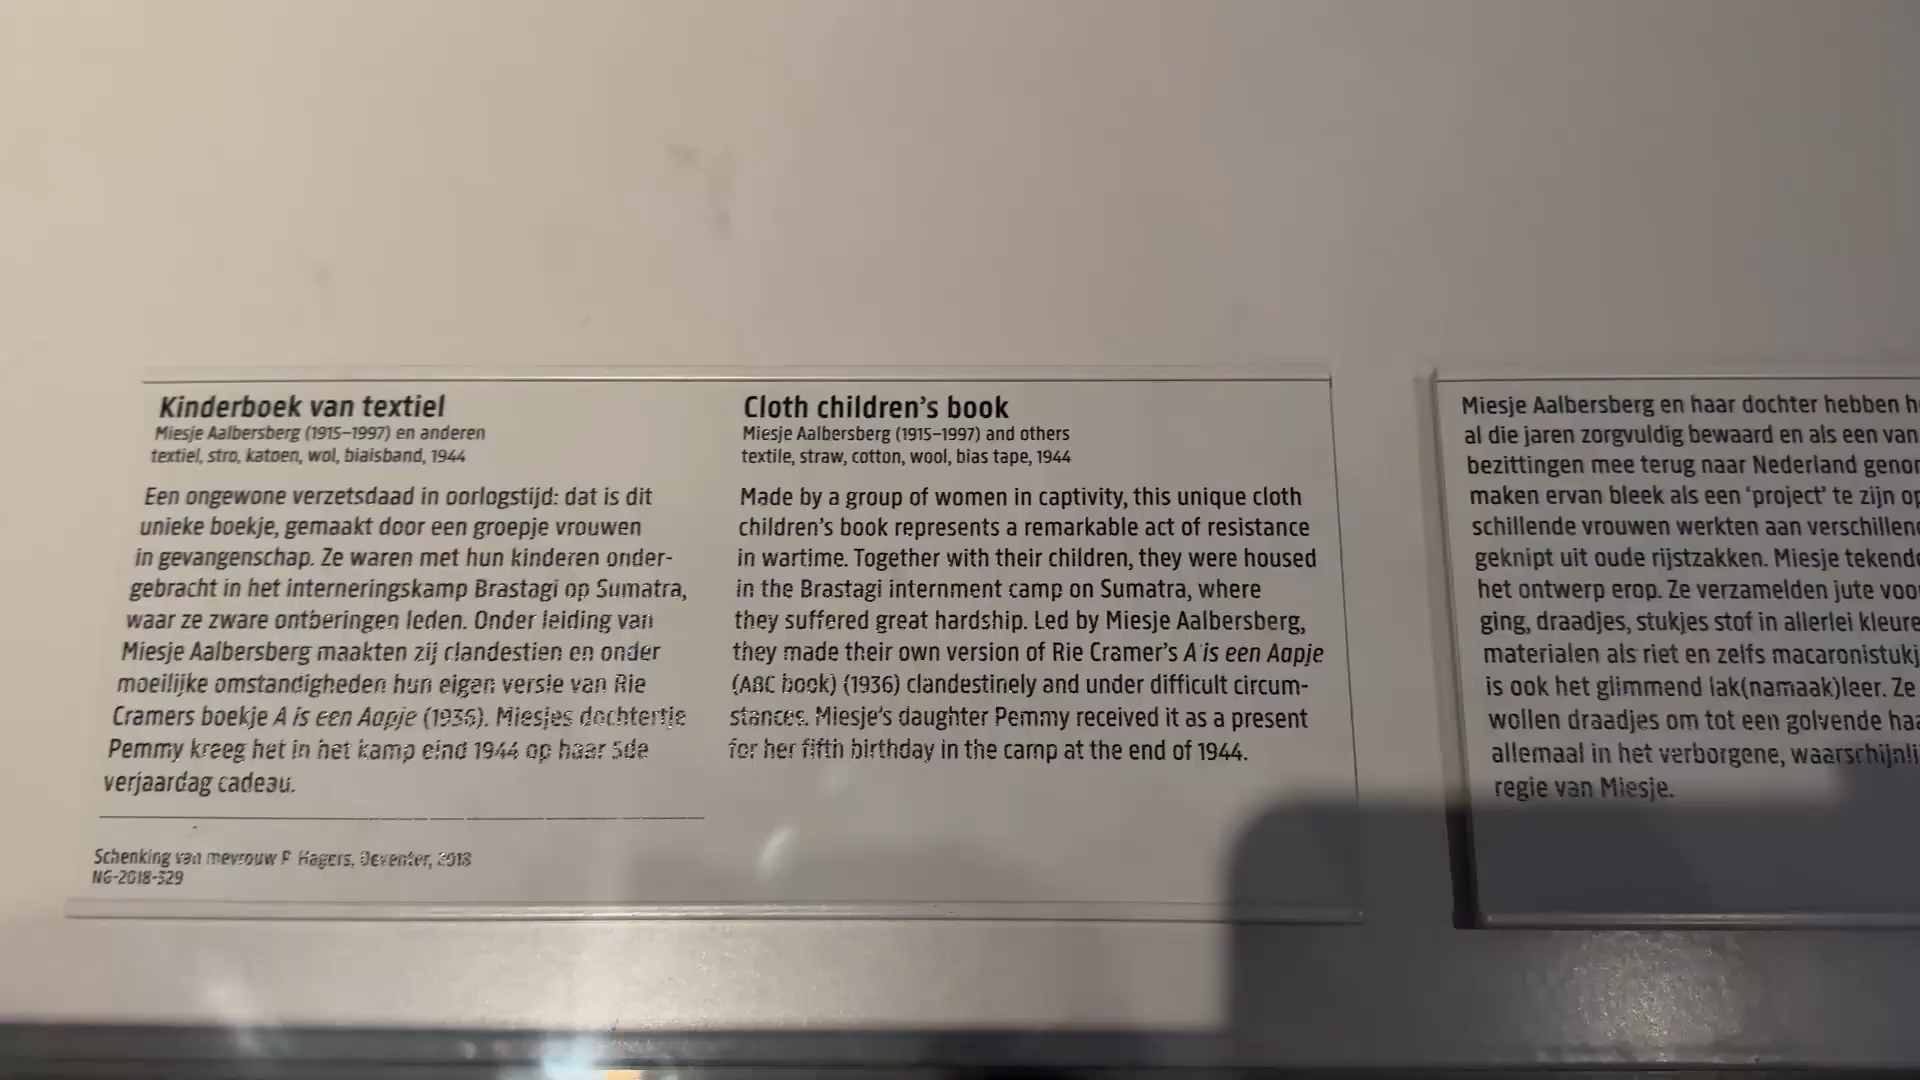 Kinderboek van textiel
Miesje Aalbersberg (1915–1997) en anderen
textiel, stro, katoen, wol, biaisband, 1944
Een ongewone verzetsdaad in oorlogstijd: dat is dit
unieke boekje, gemaakt door een groepje vrouwen
in gevangenschap. Ze waren met hun kinderen onder-
gebracht in het interneringskamp Brastagi op Sumatra,
waar ze zware ontberingen leden. Onder leiding van
Miesje Aalbersberg maakten zij clandestien en onder
moeilijke omstandigheden hun eigen versie van Rie
Cramers boekje A is een Aapje (1936). Miesjes dochtertje
Pemmy kreeg het in het kamp eind 1944 op haar 5de
verjaardag cadeau.
Schenking van mevrouw P. Hagers, Deventer, 2018
NG-2018-329
Cloth children's book
Miesje Aalbersberg (1915–1997) and others
textile, straw, cotton, wool, bias tape, 1944
Made by a group of women in captivity, this unique cloth
children's book represents a remarkable act of resistance
in wartime. Together with their children, they were housed
in the Brastagi internment camp on Sumatra, where
they suffered great hardship. Led by Miesje Aalbersberg,
they made their own version of Rie Cramer's A is een Aapje
(ABC book) (1936) clandestinely and under difficult circum-
stances. Miesje's daughter Pemmy received it as a present
for her fifth birthday in the camp at the end of 1944.
Miesje Aalbersberg en haar dochter hebben
al die jaren zorgvuldig bewaard en als een van
bezittingen mee terug naar Nederland
maken ervan bleek als een 'project' te zijn
schillende vrouwen werkten aan
geknipt uit oude rijstzakken. Miesje
het ontwerp erop. Ze verzamelden jute
ging, draadjes, stukjes stof in allerlei
materialen als riet en zelfs
is ook het glimmend lak(namaak)leer. Ze
wollen draadjes om tot een golvende
allemaal in het verborgene,
regie van Miesje.